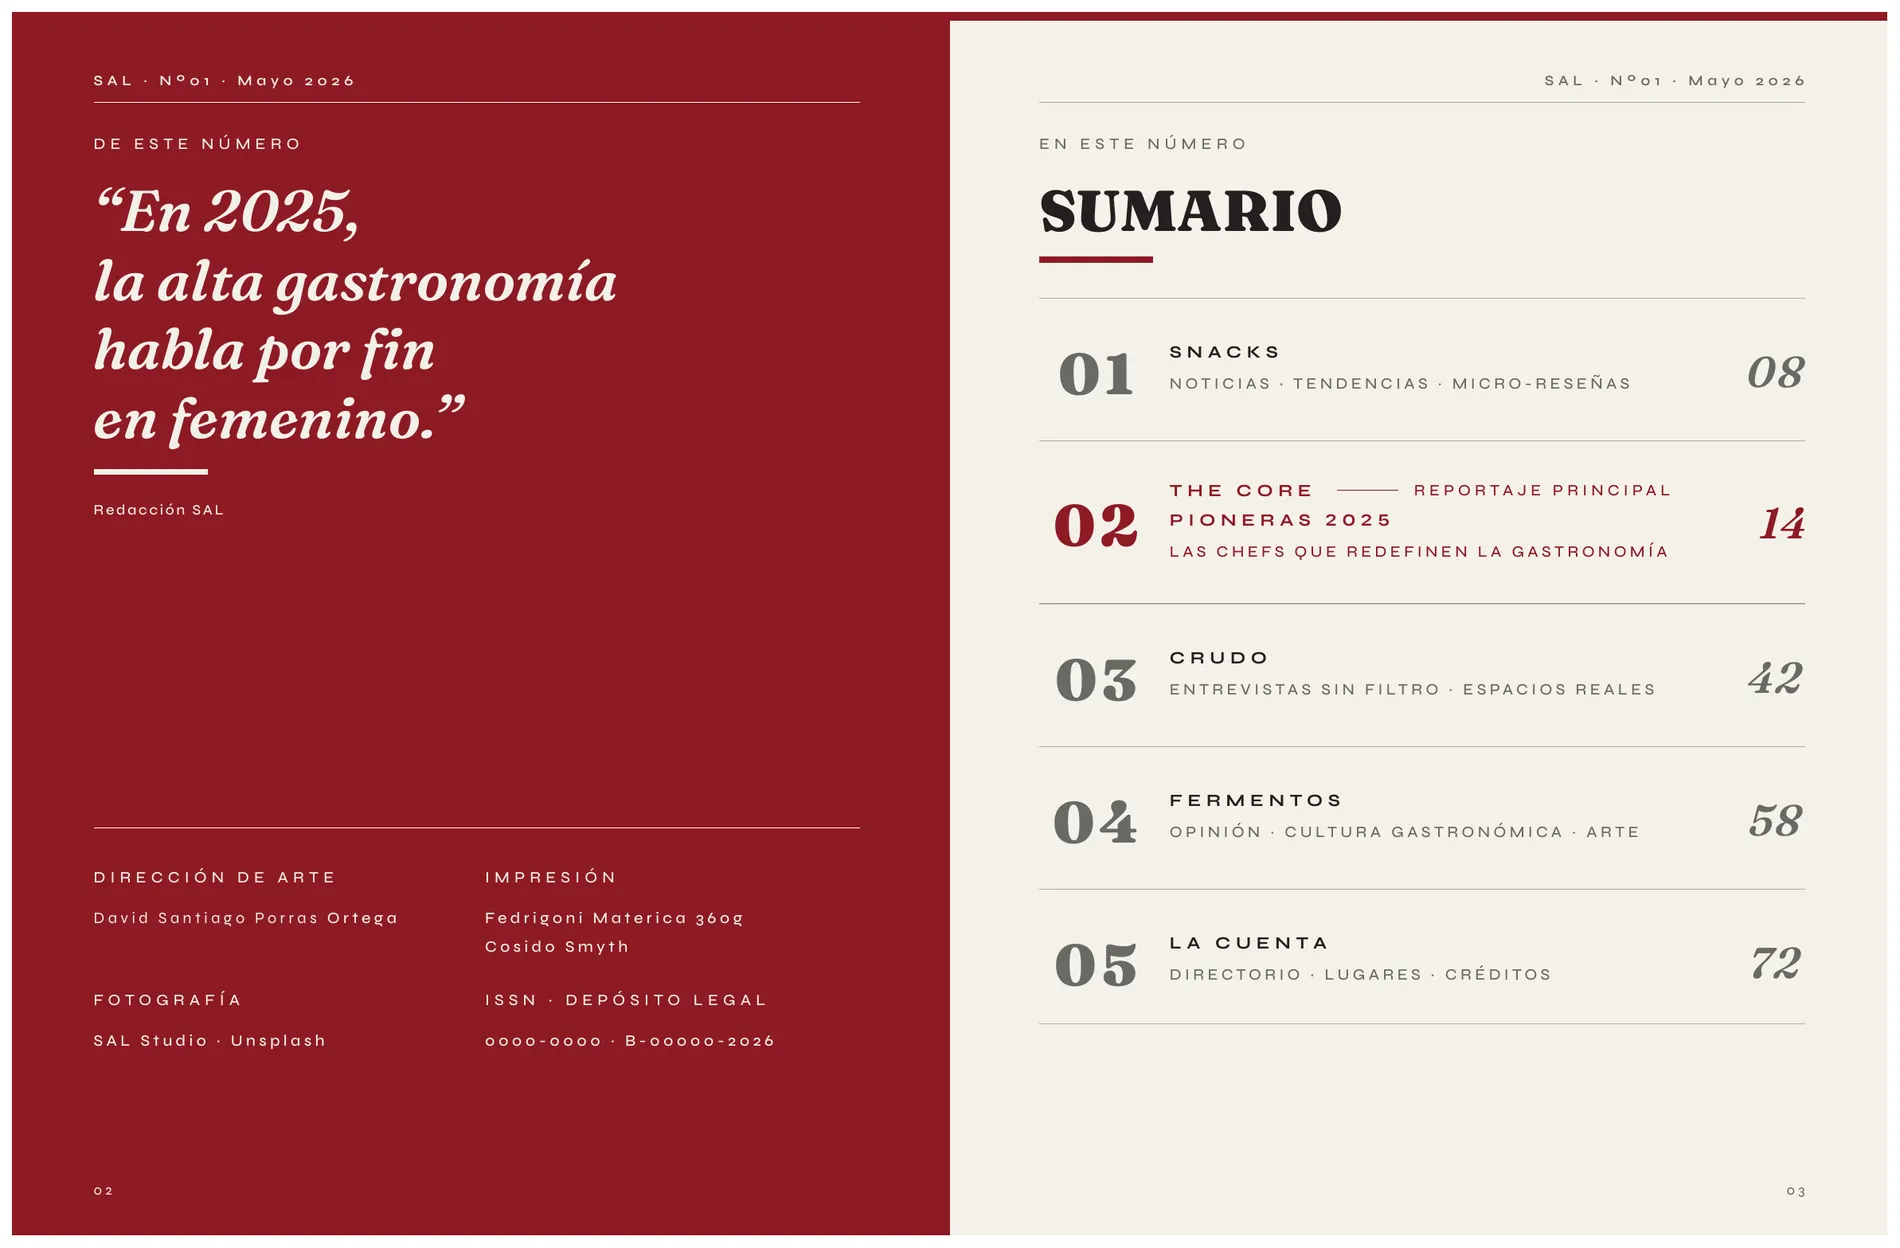 SAL · Nº01 · Mayo 2026
DE ESTE NÚMERO
“En 2025,
la alta gastronomía
habla por fin
en femenino.”
Redacción SAL
DIRECCIÓN DE ARTE
David Santiago Porras Ortega
IMPRESIÓN
Fedrigoni Materica 360g
Cosido Smyth
FOTOGRAFÍA
SAL Studio · Unsplash
ISSN · DEPÓSITO LEGAL
0000-0000 · B-00000-2026
02
SAL · Nº01 · Mayo 2026
EN ESTE NÚMERO
SUMARIO
01 SNACKS
NOTICIAS · TENDENCIAS · MICRO-RESEÑAS 08
02 THE CORE REPORTAJE PRINCIPAL
PIONERAS 2025 14
LAS CHEFS QUE REDEFINEN LA GASTRONOMÍA
03 CRUDO
ENTREVISTAS SIN FILTRO · ESPACIOS REALES 42
04 FERMENTOS
OPINIÓN · CULTURA GASTRONÓMICA · ARTE 58
05 LA CUENTA
DIRECTORIO · LUGARES · CRÉDITOS 72
03